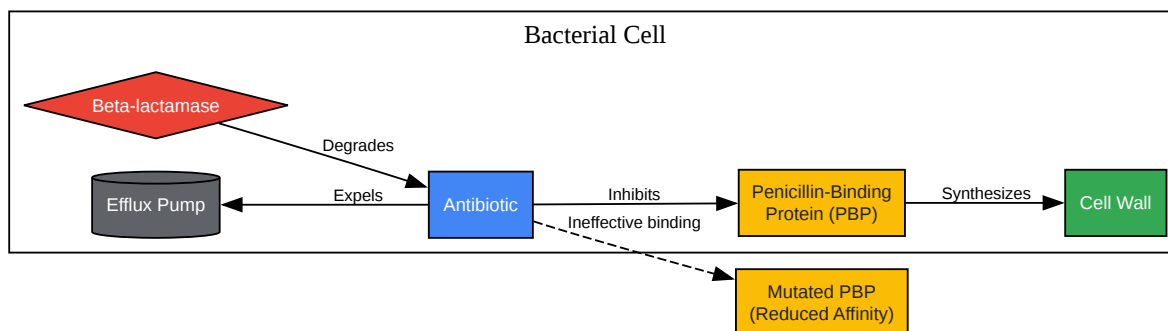 Bacterial Cell
Beta-lactamase
Degrades
Efflux Pump
Expels
Antibiotic
Inhibits
Ineffective binding
Penicillin-Binding
Protein (PBP)
Synthesizes
Cell Wall
Mutated PBP
(Reduced Affinity)